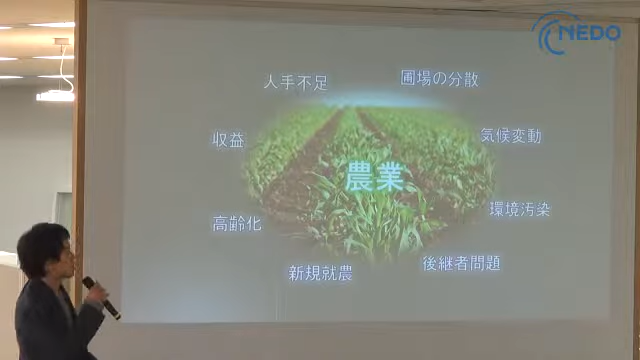 NEDO
人手不足
圃場の分散
収益
気候変動
農業
高齢化
環境汚染
新規就農
後継者問題